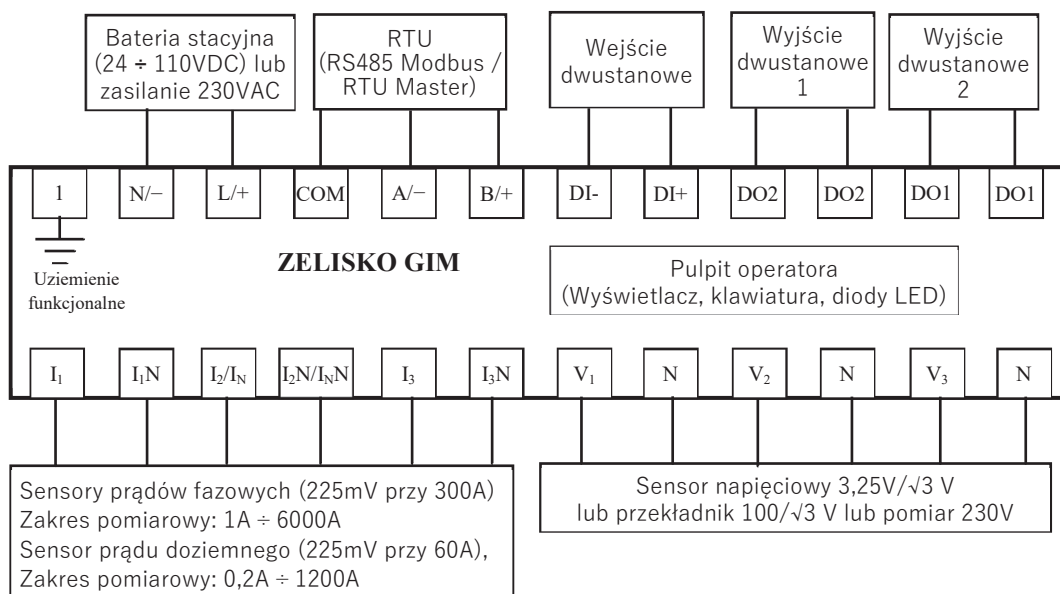 Bateria stacyjna
(24 ÷ 110VDC) lub
zasilanie 230VAC
RTU
(RS485 Modbus /
RTU Master)
Wejście
dwustanowe
Wyjście
dwustanowe
1
Wyjście
dwustanowe
2
1
N/−
L/+
COM
A/−
B/+
DI-
DI+
DO2
DO2
DO1
DO1
Uziemienie
funkcjonalne
ZELISKO GIM
Pulpit operatora
(Wyświetlacz, klawiatura, diody LED)
I₁
I₁N
I₂/I_N
I₂N/I_NN
I₃
I₃N
V₁
N
V₂
N
V₃
N
Sensory prądów fazowych (225mV przy 300A)
Zakres pomiarowy: 1A ÷ 6000A
Sensor prądu doziemnego (225mV przy 60A),
Zakres pomiarowy: 0,2A ÷ 1200A
Sensor napięciowy 3,25V/√3 V
lub przekładnik 100/√3 V lub pomiar 230V